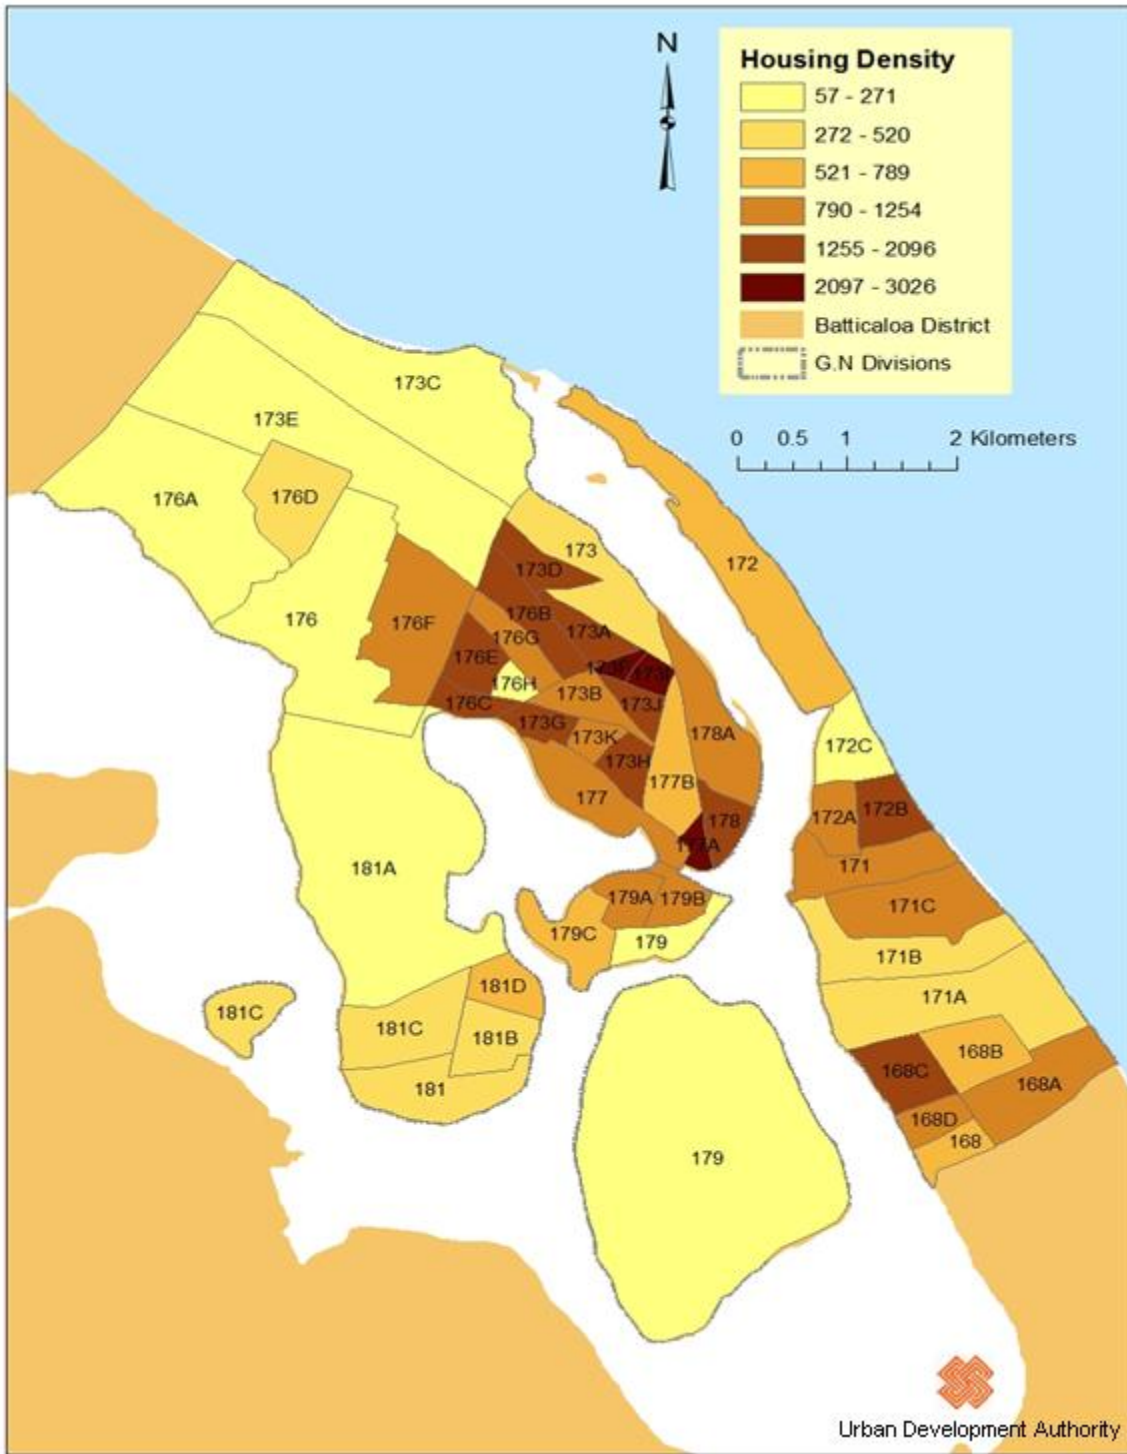 N
Housing Density
57 - 271
272 - 520
521 - 789
790 - 1254
1255 - 2096
2097 - 3026
Batticaloa District
G.N Divisions
0 0.5 1 2 Kilometers
173C
173E
176A
176D
173
172
173D
176
176F
176B
173A
176G
176E
176H
173B
176C
173J
173G
173K
178A
172C
173H
177B
177
178
172A
172B
177A
171
181A
179A
179B
171C
179C
179
171B
181D
171A
181C
181C
181B
168B
168C
168A
181
168D
168
179
Urban Development Authority